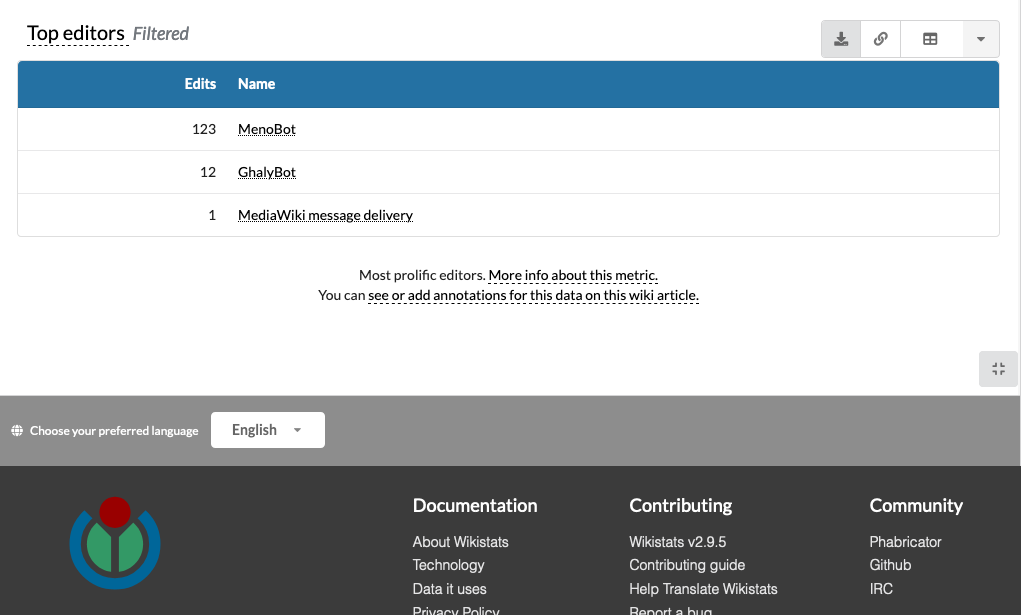 Top editors Filtered
Edits Name
123 MenoBot
12 GhalyBot
1 MediaWiki message delivery
Most prolific editors. More info about this metric.
You can see or add annotations for this data on this wiki article.
Choose your preferred language English
Documentation
About Wikistats
Technology
Data it uses
Privacy Policy
Contributing
Wikistats v2.9.5
Contributing guide
Help Translate Wikistats
Report a bug
Community
Phabricator
Github
IRC